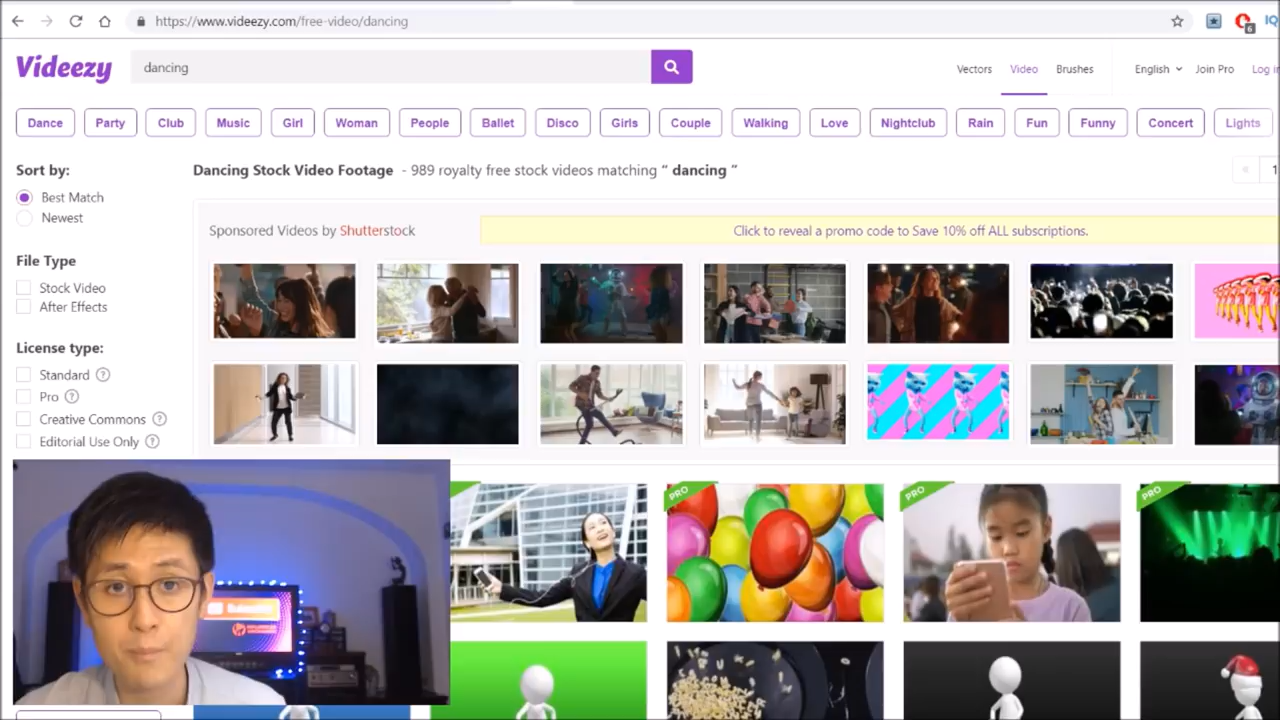 https://www.videezy.com/free-video/dancing
6
Videezy
dancing
Vectors
Video
Brushes
English
Join Pro
Log in
Dance
Party
Club
Music
Girl
Woman
People
Ballet
Disco
Girls
Couple
Walking
Love
Nightclub
Rain
Fun
Funny
Concert
Lights
Sort by:
Dancing Stock Video Footage - 989 royalty free stock videos matching “ dancing ”
«
1
Best Match
Newest
Sponsored Videos by Shutterstock
Click to reveal a promo code to Save 10% off ALL subscriptions.
File Type
Stock Video
After Effects
License type:
Standard ?
Pro ?
Creative Commons ?
Editorial Use Only ?
PRO
PRO
PRO